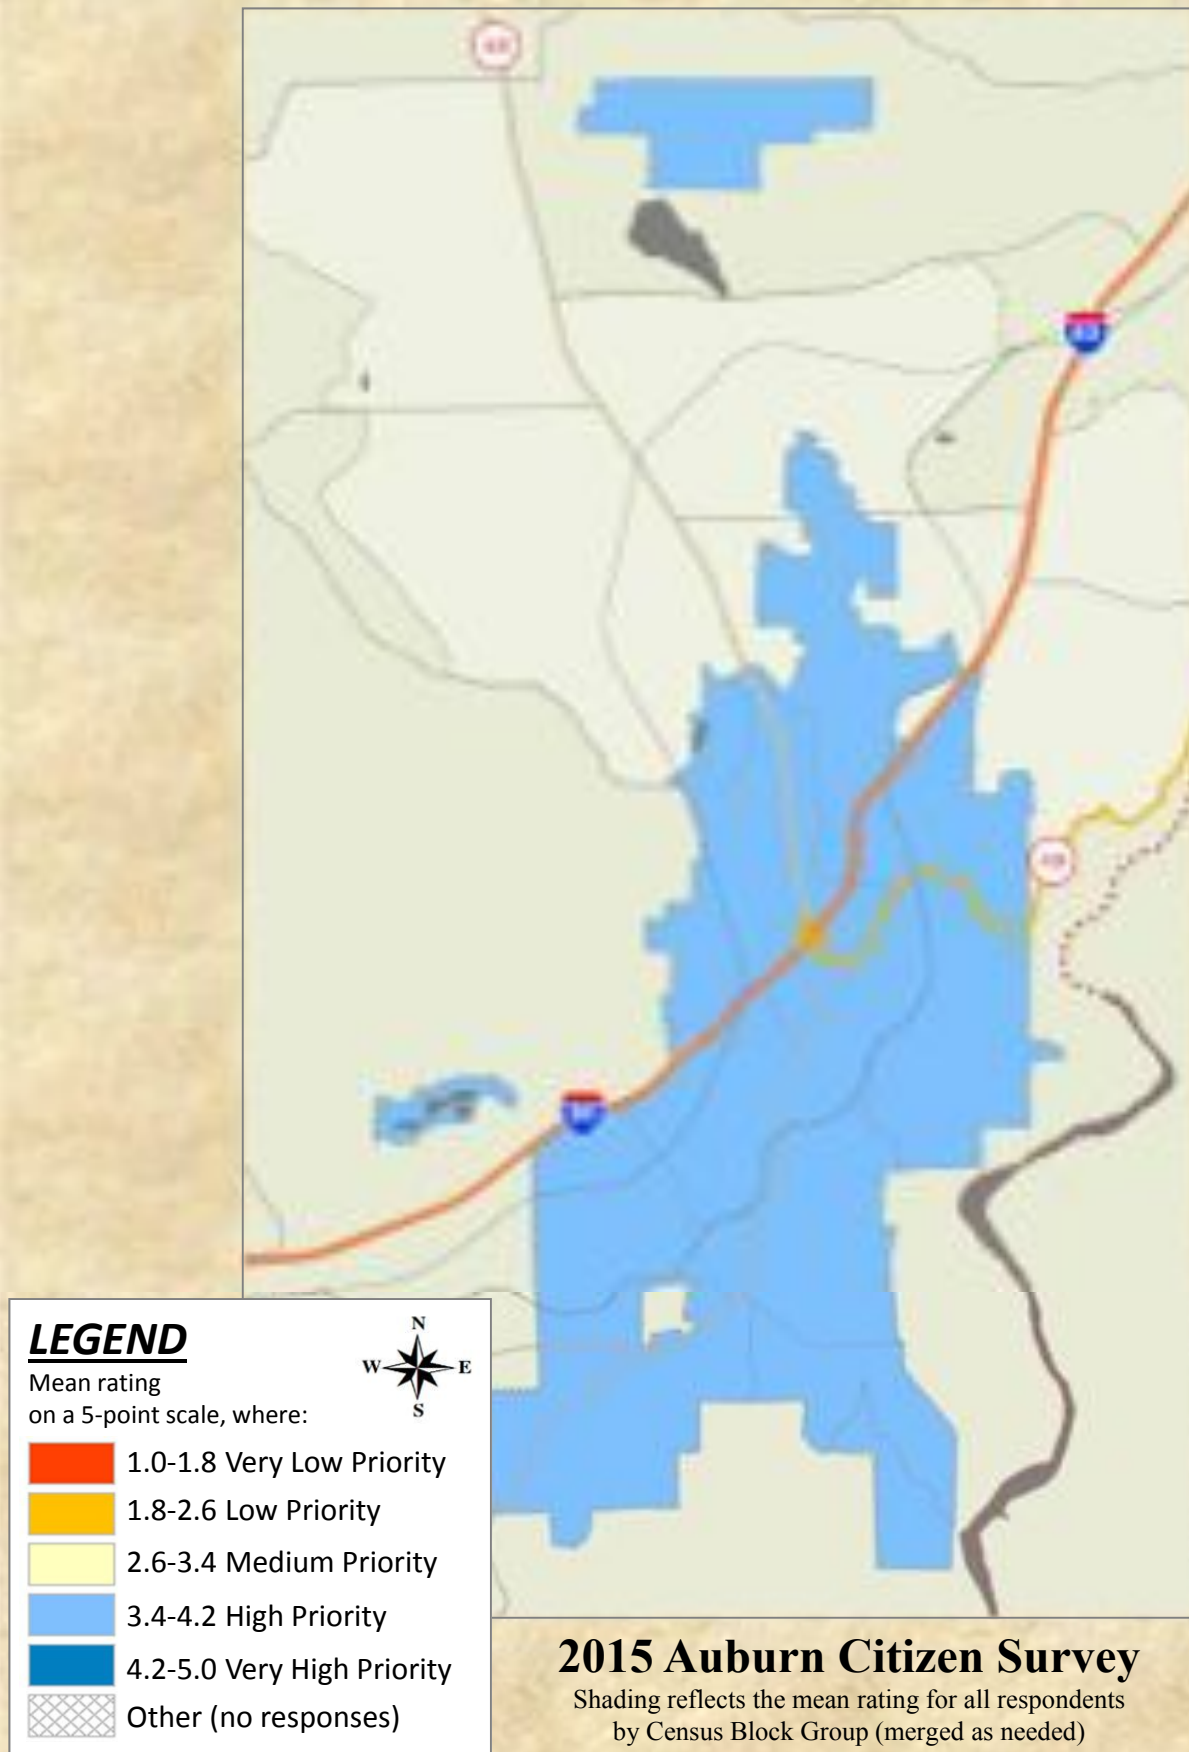 LEGEND
Mean rating
on a 5-point scale, where:
N
W
E
S
1.0-1.8 Very Low Priority
1.8-2.6 Low Priority
2.6-3.4 Medium Priority
3.4-4.2 High Priority
4.2-5.0 Very High Priority
Other (no responses)
2015 Auburn Citizen Survey
Shading reflects the mean rating for all respondents
by Census Block Group (merged as needed)